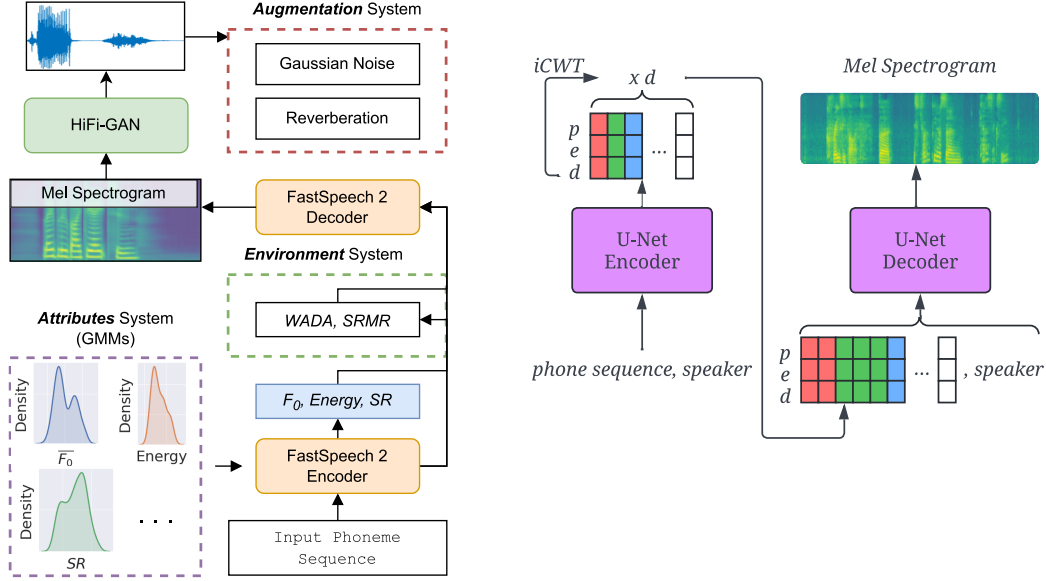 Augmentation System
Gaussian Noise
Reverberation
HiFi-GAN
Mel Spectrogram
FastSpeech 2
Decoder
Environment System
WADA, SRMR
Attributes System
(GMMs)
Density
F₀
Density
Energy
Density
SR
. . .
F₀, Energy, SR
FastSpeech 2
Encoder
Input Phoneme
Sequence
iCWT
x d
p
e
d
...
U-Net
Encoder
phone sequence, speaker
Mel Spectrogram
U-Net
Decoder
p
e
d
...
, speaker